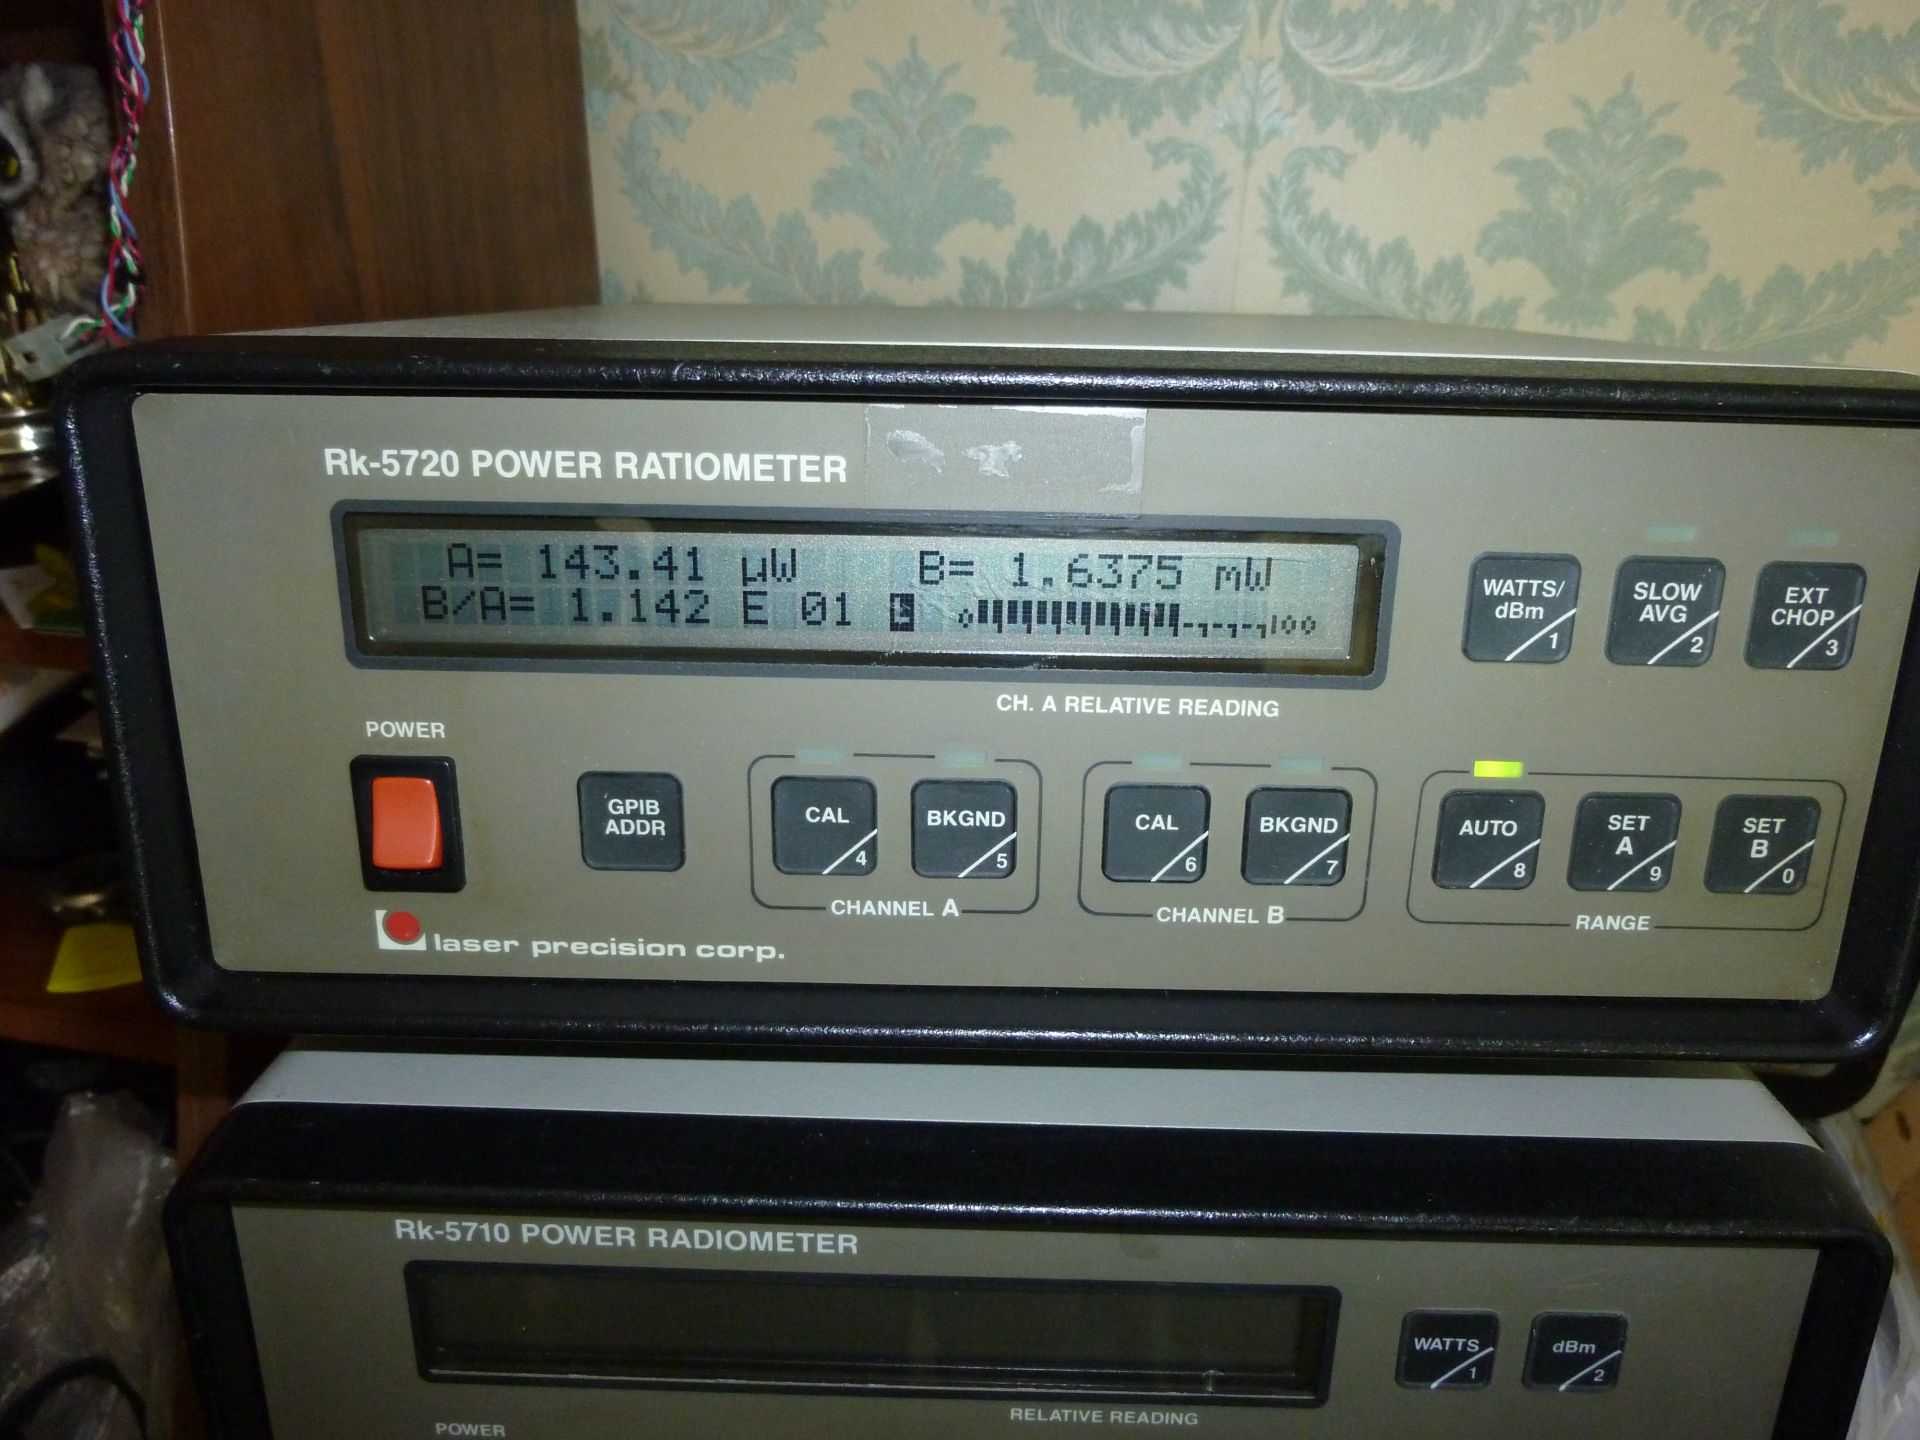 Rk-5720 POWER RATIOMETER
A= 143.41 µW B= 1.6375 mW
B/A= 1.142 E 01 L 0 100
CH. A RELATIVE READING
WATTS/
dBm
1
SLOW
AVG
2
EXT
CHOP
3
POWER
GPIB
ADDR
CAL
4
BKGND
5
CHANNEL A
CAL
6
BKGND
7
CHANNEL B
AUTO
8
SET
A
9
SET
B
0
RANGE
laser precision corp.
Rk-5710 POWER RADIOMETER
WATTS
1
dBm
2
RELATIVE READING
POWER